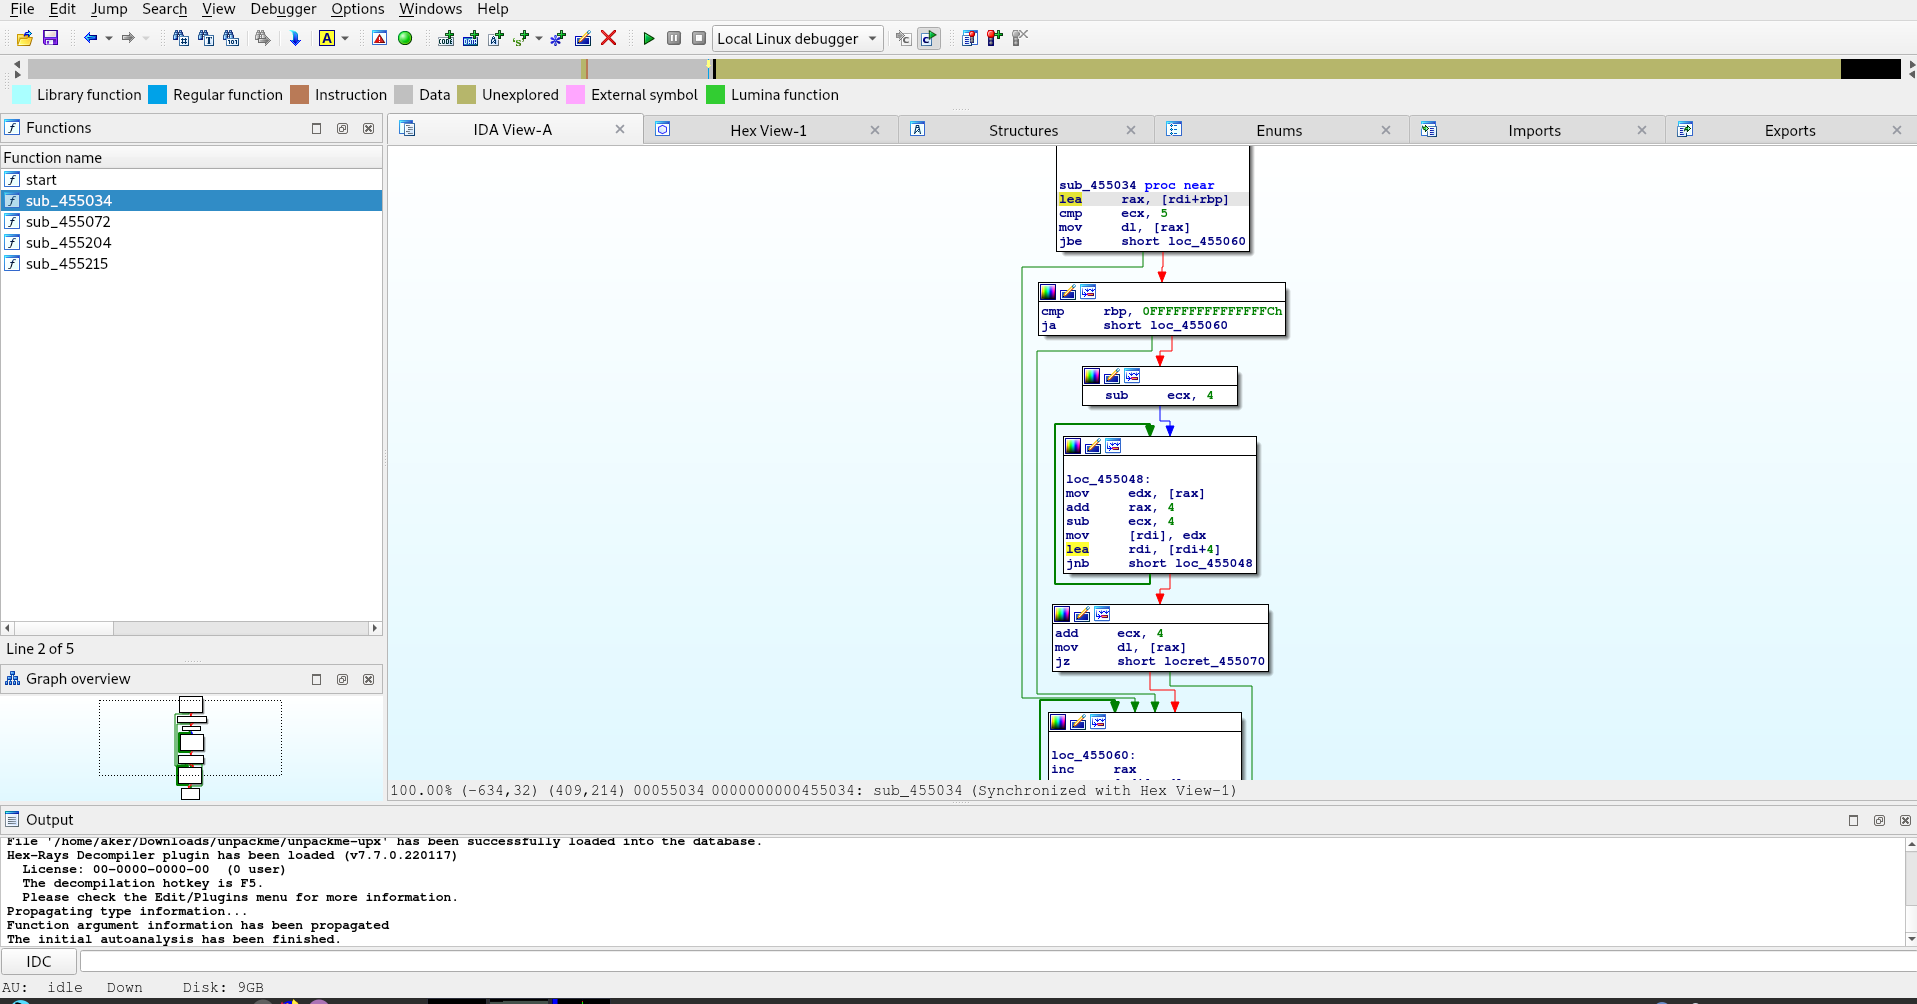 File Edit Jump Search View Debugger Options Windows Help
Local Linux debugger
Library function Regular function Instruction Data Unexplored External symbol Lumina function
Functions
Function name
start
sub_455034
sub_455072
sub_455204
sub_455215
Line 2 of 5
Graph overview
IDA View-A Hex View-1 Structures Enums Imports Exports
sub_455034 proc near
lea rax, [rdi+rbp]
cmp ecx, 5
mov dl, [rax]
jbe short loc_455060
cmp rbp, 0FFFFFFFFFFFFFFFCh
ja short loc_455060
sub ecx, 4
loc_455048:
mov edx, [rax]
add rax, 4
sub ecx, 4
mov [rdi], edx
lea rdi, [rdi+4]
jnb short loc_455048
add ecx, 4
mov dl, [rax]
jz short locret_455070
loc_455060:
inc rax
100.00% (-634,32) (409,214) 00055034 0000000000455034: sub_455034 (Synchronized with Hex View-1)
Output
File '/home/aker/Downloads/unpackme/unpackme-upx' has been successfully loaded into the database.
Hex-Rays Decompiler plugin has been loaded (v7.7.0.220117)
License: 00-0000-0000-00 (0 user)
The decompilation hotkey is F5.
Please check the Edit/Plugins menu for more information.
Propagating type information...
Function argument information has been propagated
The initial autoanalysis has been finished.
IDC
AU: idle Down Disk: 9GB